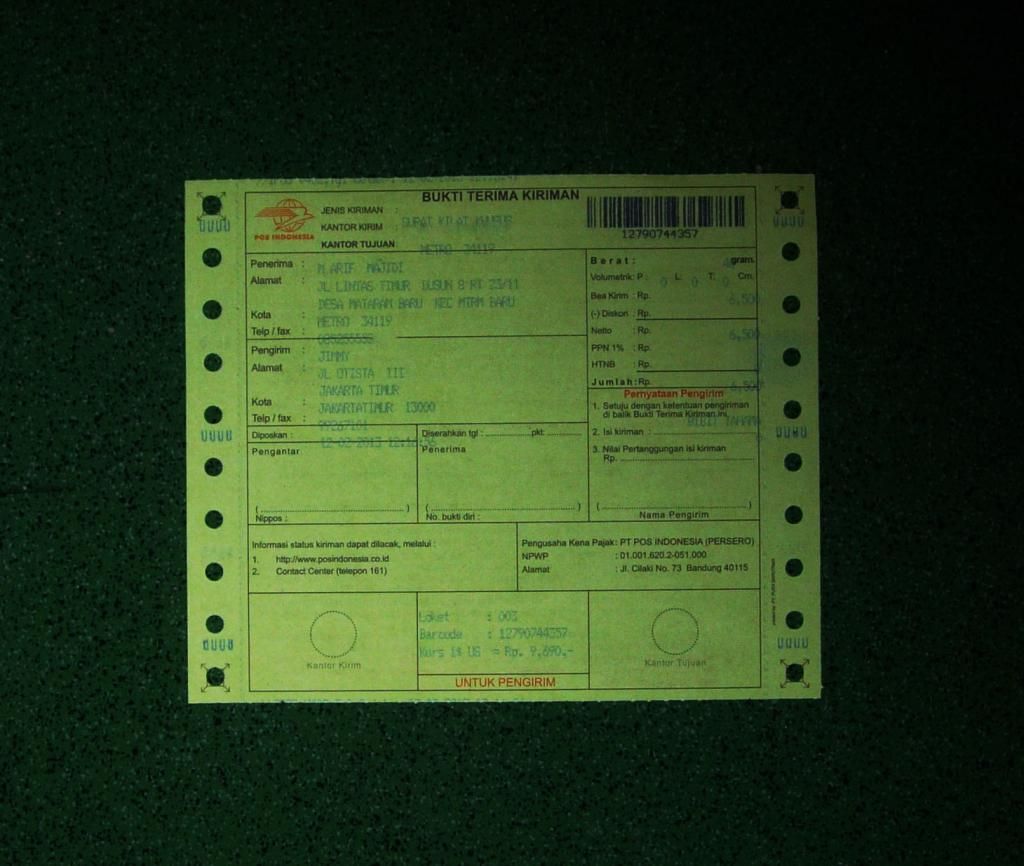 BUKTI TERIMA KIRIMAN
POS INDONESIA
JENIS KIRIMAN :
KANTOR KIRIM : SURAT KILAT KHUSUS
KANTOR TUJUAN METRO 34119
12790744357
Penerima : M ARIF MAJIDI
Alamat : JL LINTAS TIMUR DUSUN 8 RT 23/11
DESA MATARAM BARU KEC MTRM BARU
Kota : METRO 34119
Telp / fax :
Pengirim : JIMMY
Alamat : JL OTISTA III
JAKARTA TIMUR
Kota : JAKARTATIMUR 13000
Telp / fax :
Berat : gram.
Volumetrik: P : 0 L: 0 T: 0 Cm.
Bea Kirim : Rp. 6,500
(-) Diskon : Rp.
Netto : Rp. 6,500
PPN 1% : Rp.
HTNB : Rp.
Jumlah : Rp. 6,500
Pernyataan Pengirim
1. Setuju dengan ketentuan pengiriman
di balik Bukti Terima Kiriman ini.
2. Isi kiriman :
3. Nilai Pertanggungan isi kiriman
Rp.
Nama Pengirim
Diposkan :
Pengantar
Nippos :
Diserahkan tgl : pkt:
Penerima
No. bukti diri :
Informasi status kiriman dapat dilacak, melalui :
1. http://www.posindonesia.co.id
2. Contact Center (telepon 161)
Pengusaha Kena Pajak: PT POS INDONESIA (PERSERO)
NPWP : 01.001.620.2-051.000
Alamat : Jl. Cilaki No. 73 Bandung 40115
Kantor Kirim
Loket : 003
Barcode : 12790744357
Kurs 1$ US = Rp. 9,690,-
UNTUK PENGIRIM
Kantor Tujuan